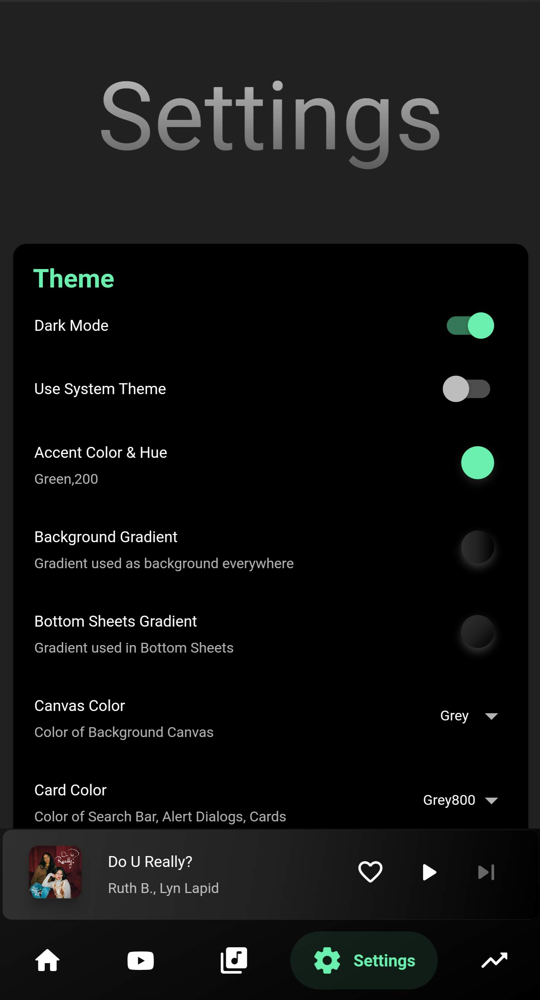 Settings
Theme
Dark Mode
Use System Theme
Accent Color & Hue
Green,200
Background Gradient
Gradient used as background everywhere
Bottom Sheets Gradient
Gradient used in Bottom Sheets
Canvas Color
Grey
Color of Background Canvas
Card Color
Grey800
Color of Search Bar, Alert Dialogs, Cards
Do U
Really?
Do U Really?
Ruth B., Lyn Lapid
Settings